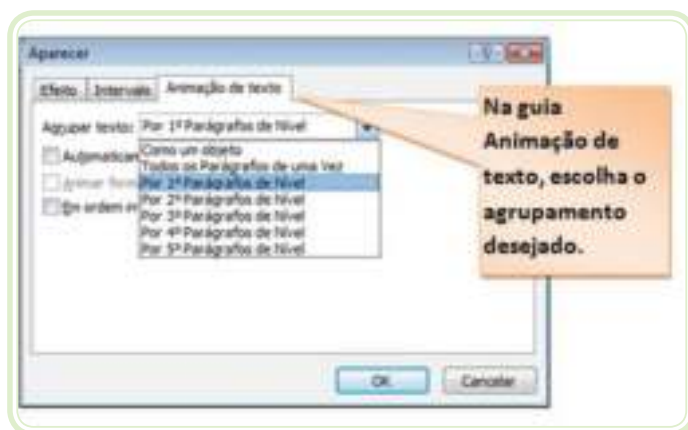 Aparecer
Efeito Intervalo Animação de texto
Agrupar texto: Por 1º Parágrafos de Nível
Como um objeto
Todos os Parágrafos de uma Vez
Por 1º Parágrafos de Nível
Por 2º Parágrafos de Nível
Por 3º Parágrafos de Nível
Por 4º Parágrafos de Nível
Por 5º Parágrafos de Nível
Em ordem
OK
Cancelar
Na guia
Animação de
texto, escolha o
agrupamento
desejado.